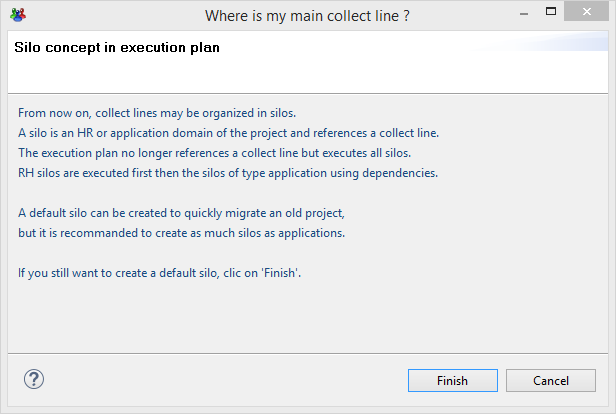 Where is my main collect line ?
Silo concept in execution plan
From now on, collect lines may be organized in silos.
A silo is an HR or application domain of the project and references a collect line.
The execution plan no longer references a collect line but executes all silos.
RH silos are executed first then the silos of type application using dependencies.
A default silo can be created to quickly migrate an old project,
but it is recommanded to create as much silos as applications.
If you still want to create a default silo, clic on 'Finish'.
?
Finish
Cancel